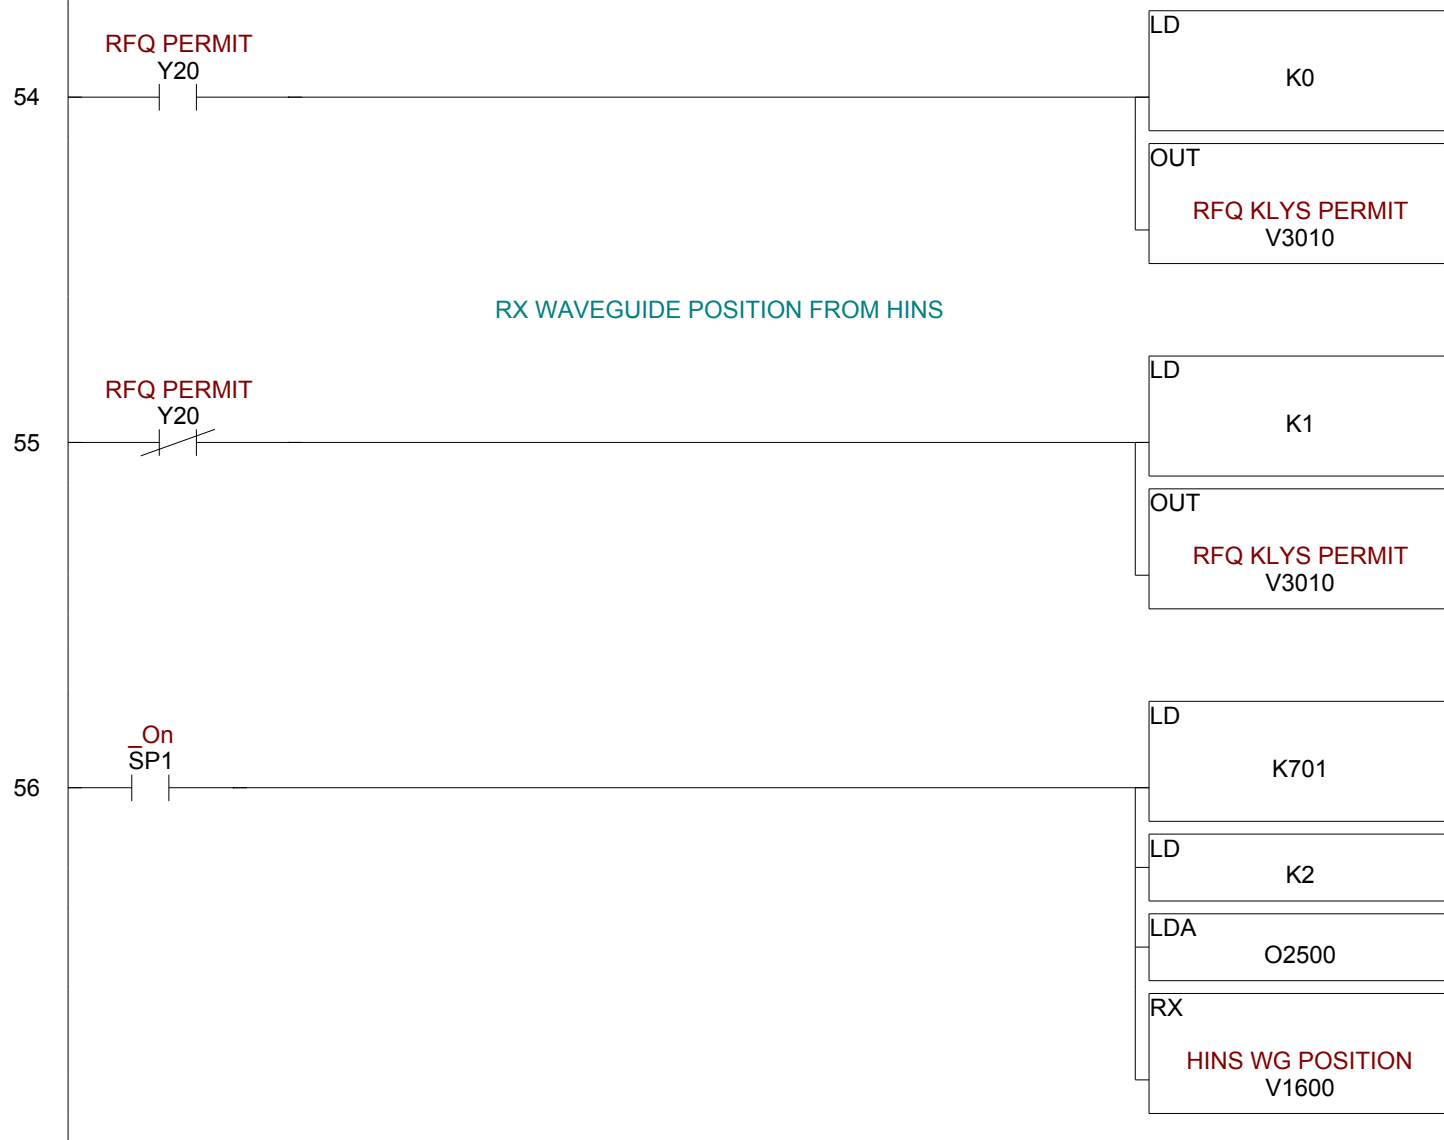 RFQ PERMIT
Y20
54
LD
K0
OUT
RFQ KLYS PERMIT
V3010
RX WAVEGUIDE POSITION FROM HINS
RFQ PERMIT
Y20
55
LD
K1
OUT
RFQ KLYS PERMIT
V3010
_On
SP1
56
LD
K701
LD
K2
LDA
O2500
RX
HINS WG POSITION
V1600